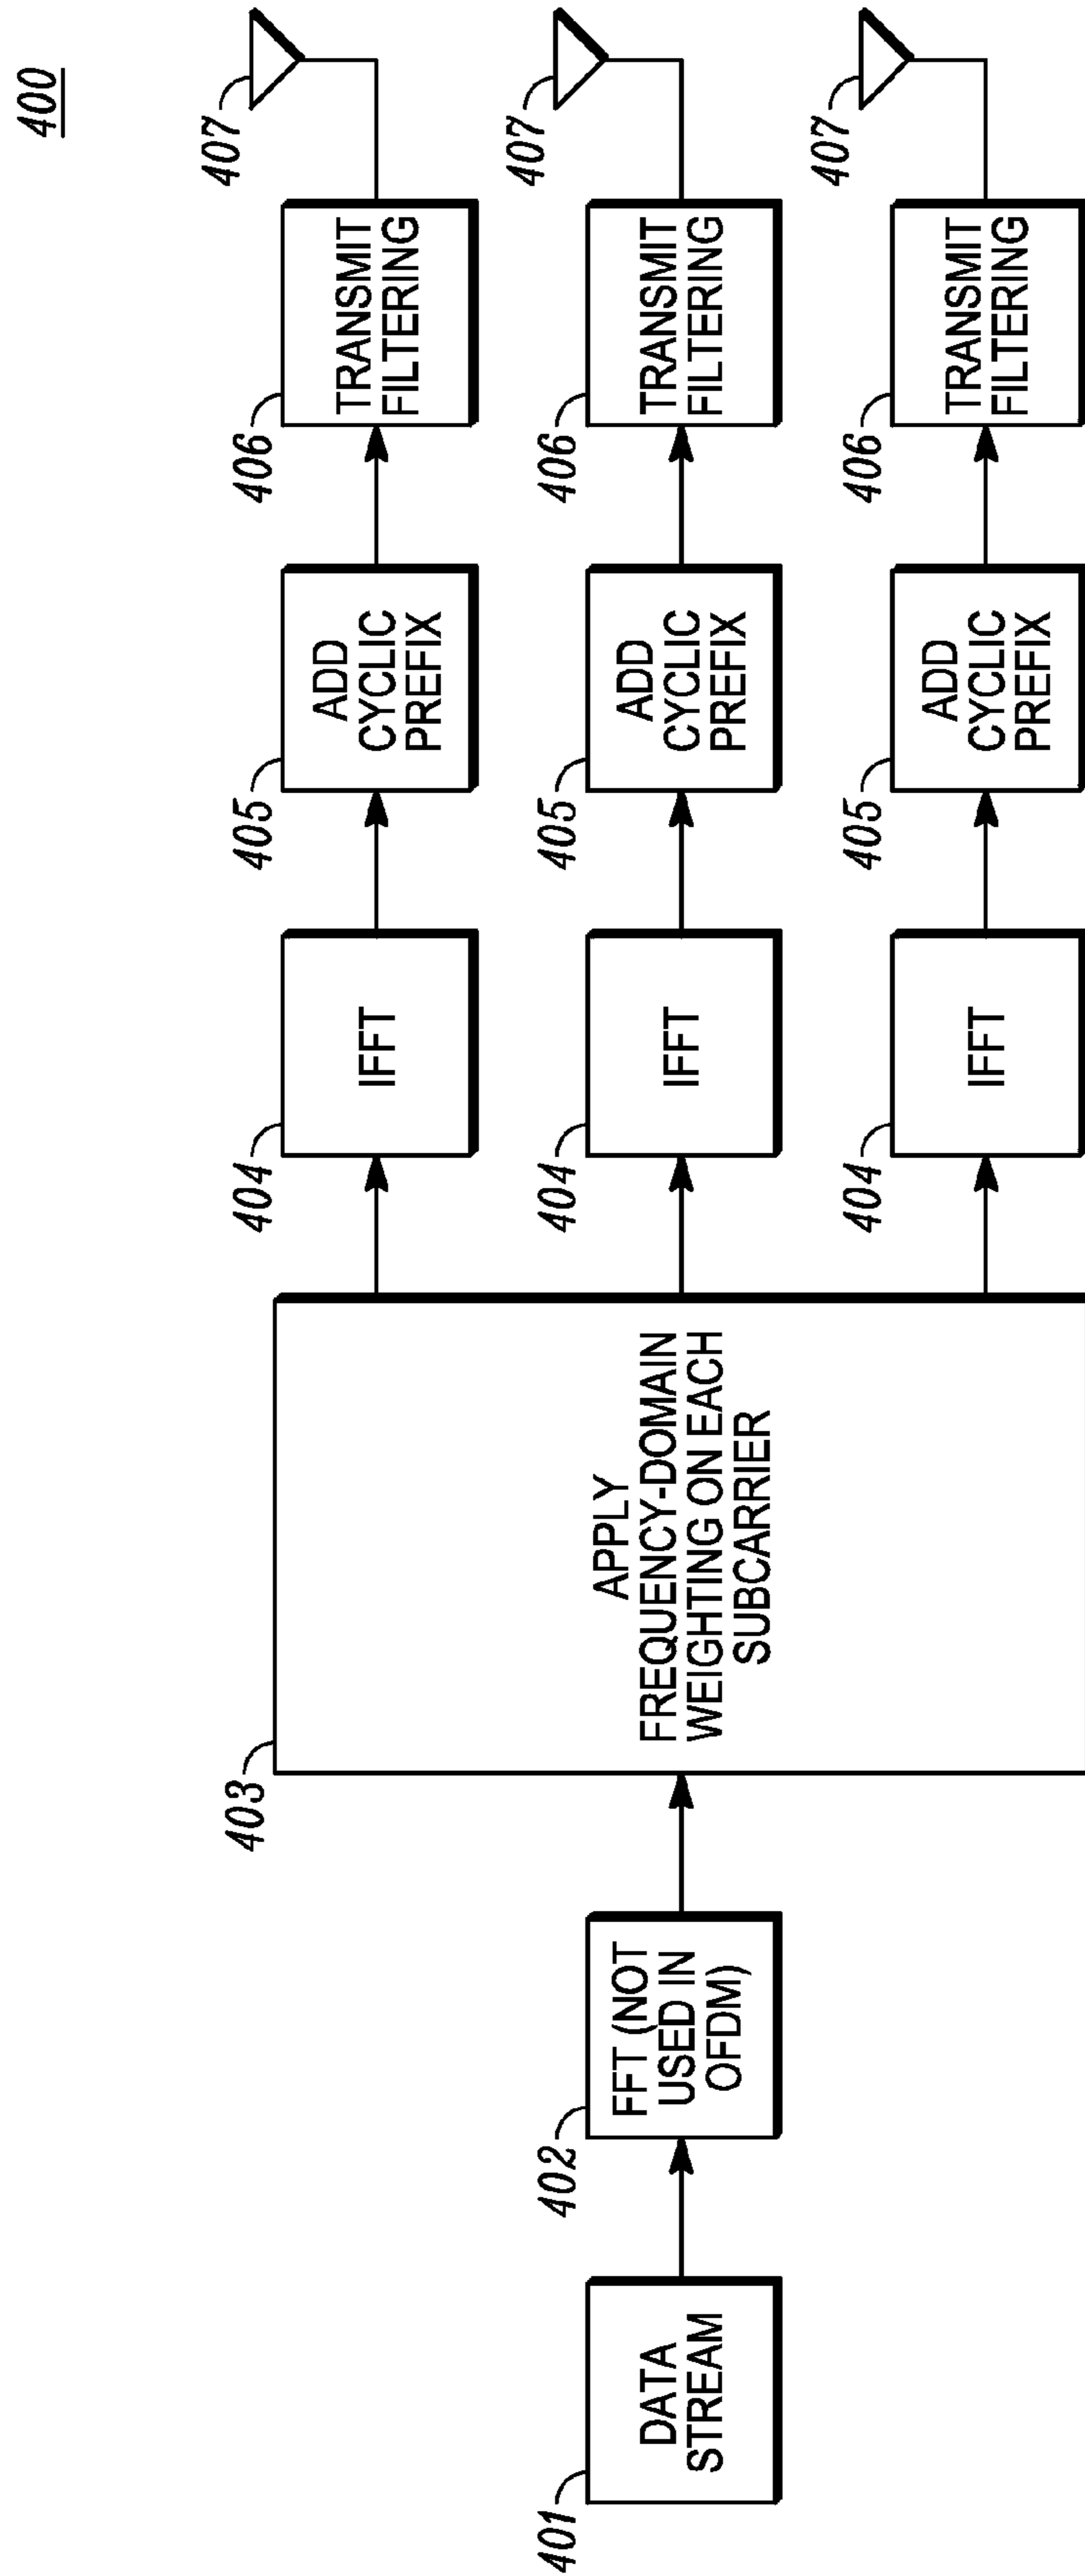 400
401
DATA
STREAM
402
FFT (NOT
USED IN
OFDM)
403
APPLY
FREQUENCY-DOMAIN
WEIGHTING ON EACH
SUBCARRIER
404
IFFT
405
ADD
CYCLIC
PREFIX
406
TRANSMIT
FILTERING
407
404
IFFT
405
ADD
CYCLIC
PREFIX
406
TRANSMIT
FILTERING
407
404
IFFT
405
ADD
CYCLIC
PREFIX
406
TRANSMIT
FILTERING
407